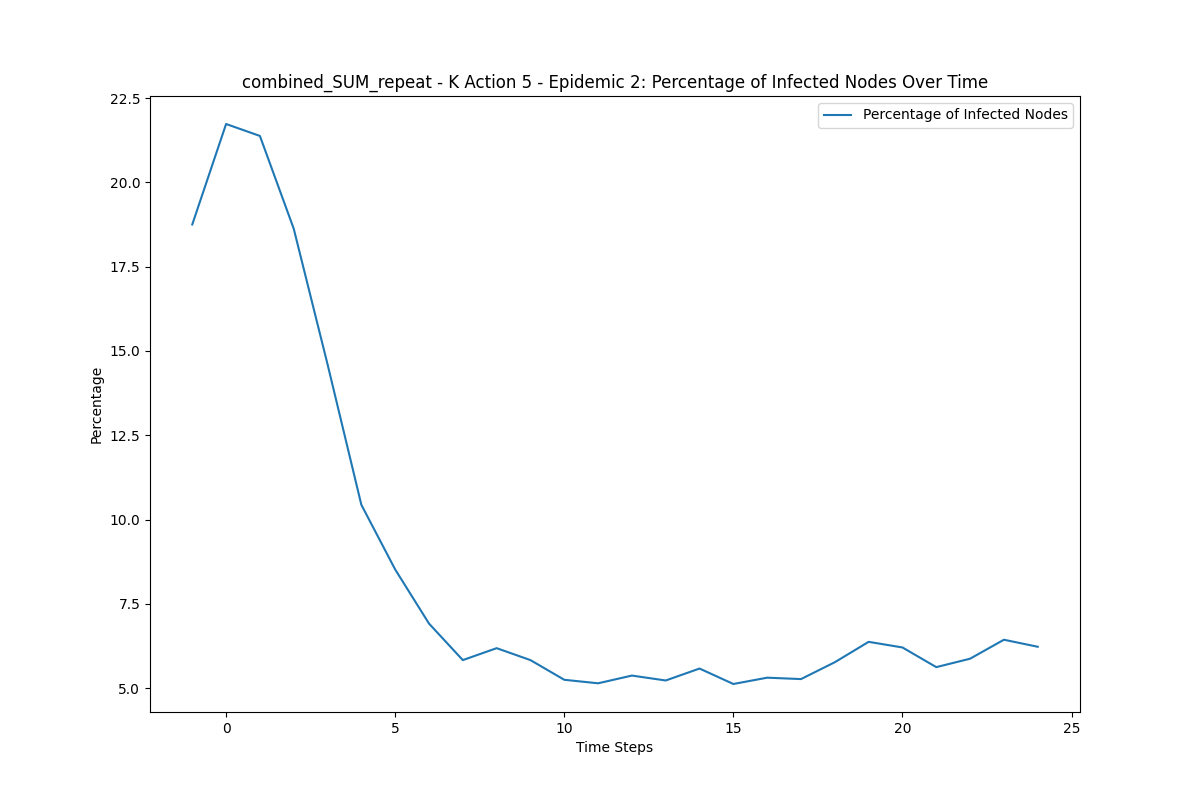 combined_SUM_repeat - K Action 5 - Epidemic 2: Percentage of Infected Nodes Over Time
Percentage of Infected Nodes
22.5
20.0
17.5
15.0
12.5
10.0
7.5
5.0
Percentage
0 5 10 15 20 25
Time Steps